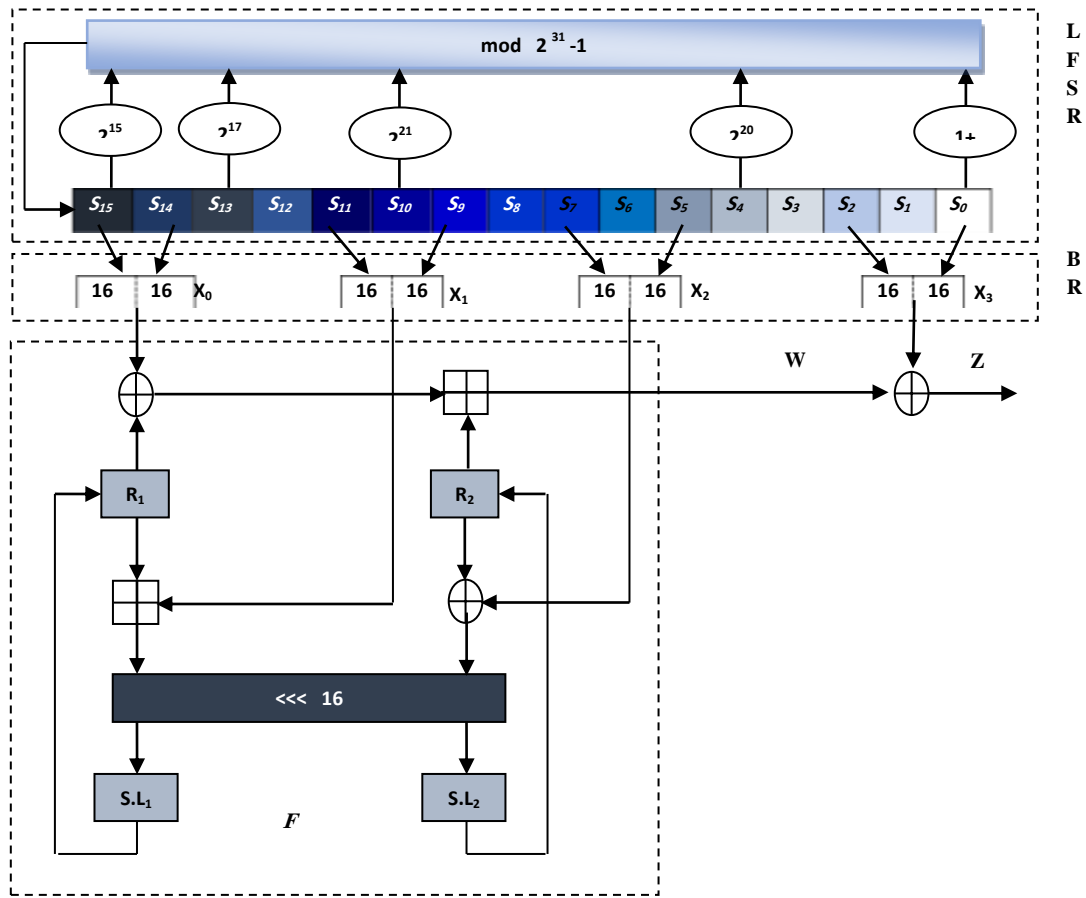 mod 2^31 -1
L
F
S
R
2^15 2^17 2^21 2^20 1+
S15 S14 S13 S12 S11 S10 S9 S8 S7 S6 S5 S4 S3 S2 S1 S0
B
R
16 16 X0 16 16 X1 16 16 X2 16 16 X3
W Z
R1 R2
<<< 16
S.L1 S.L2
F